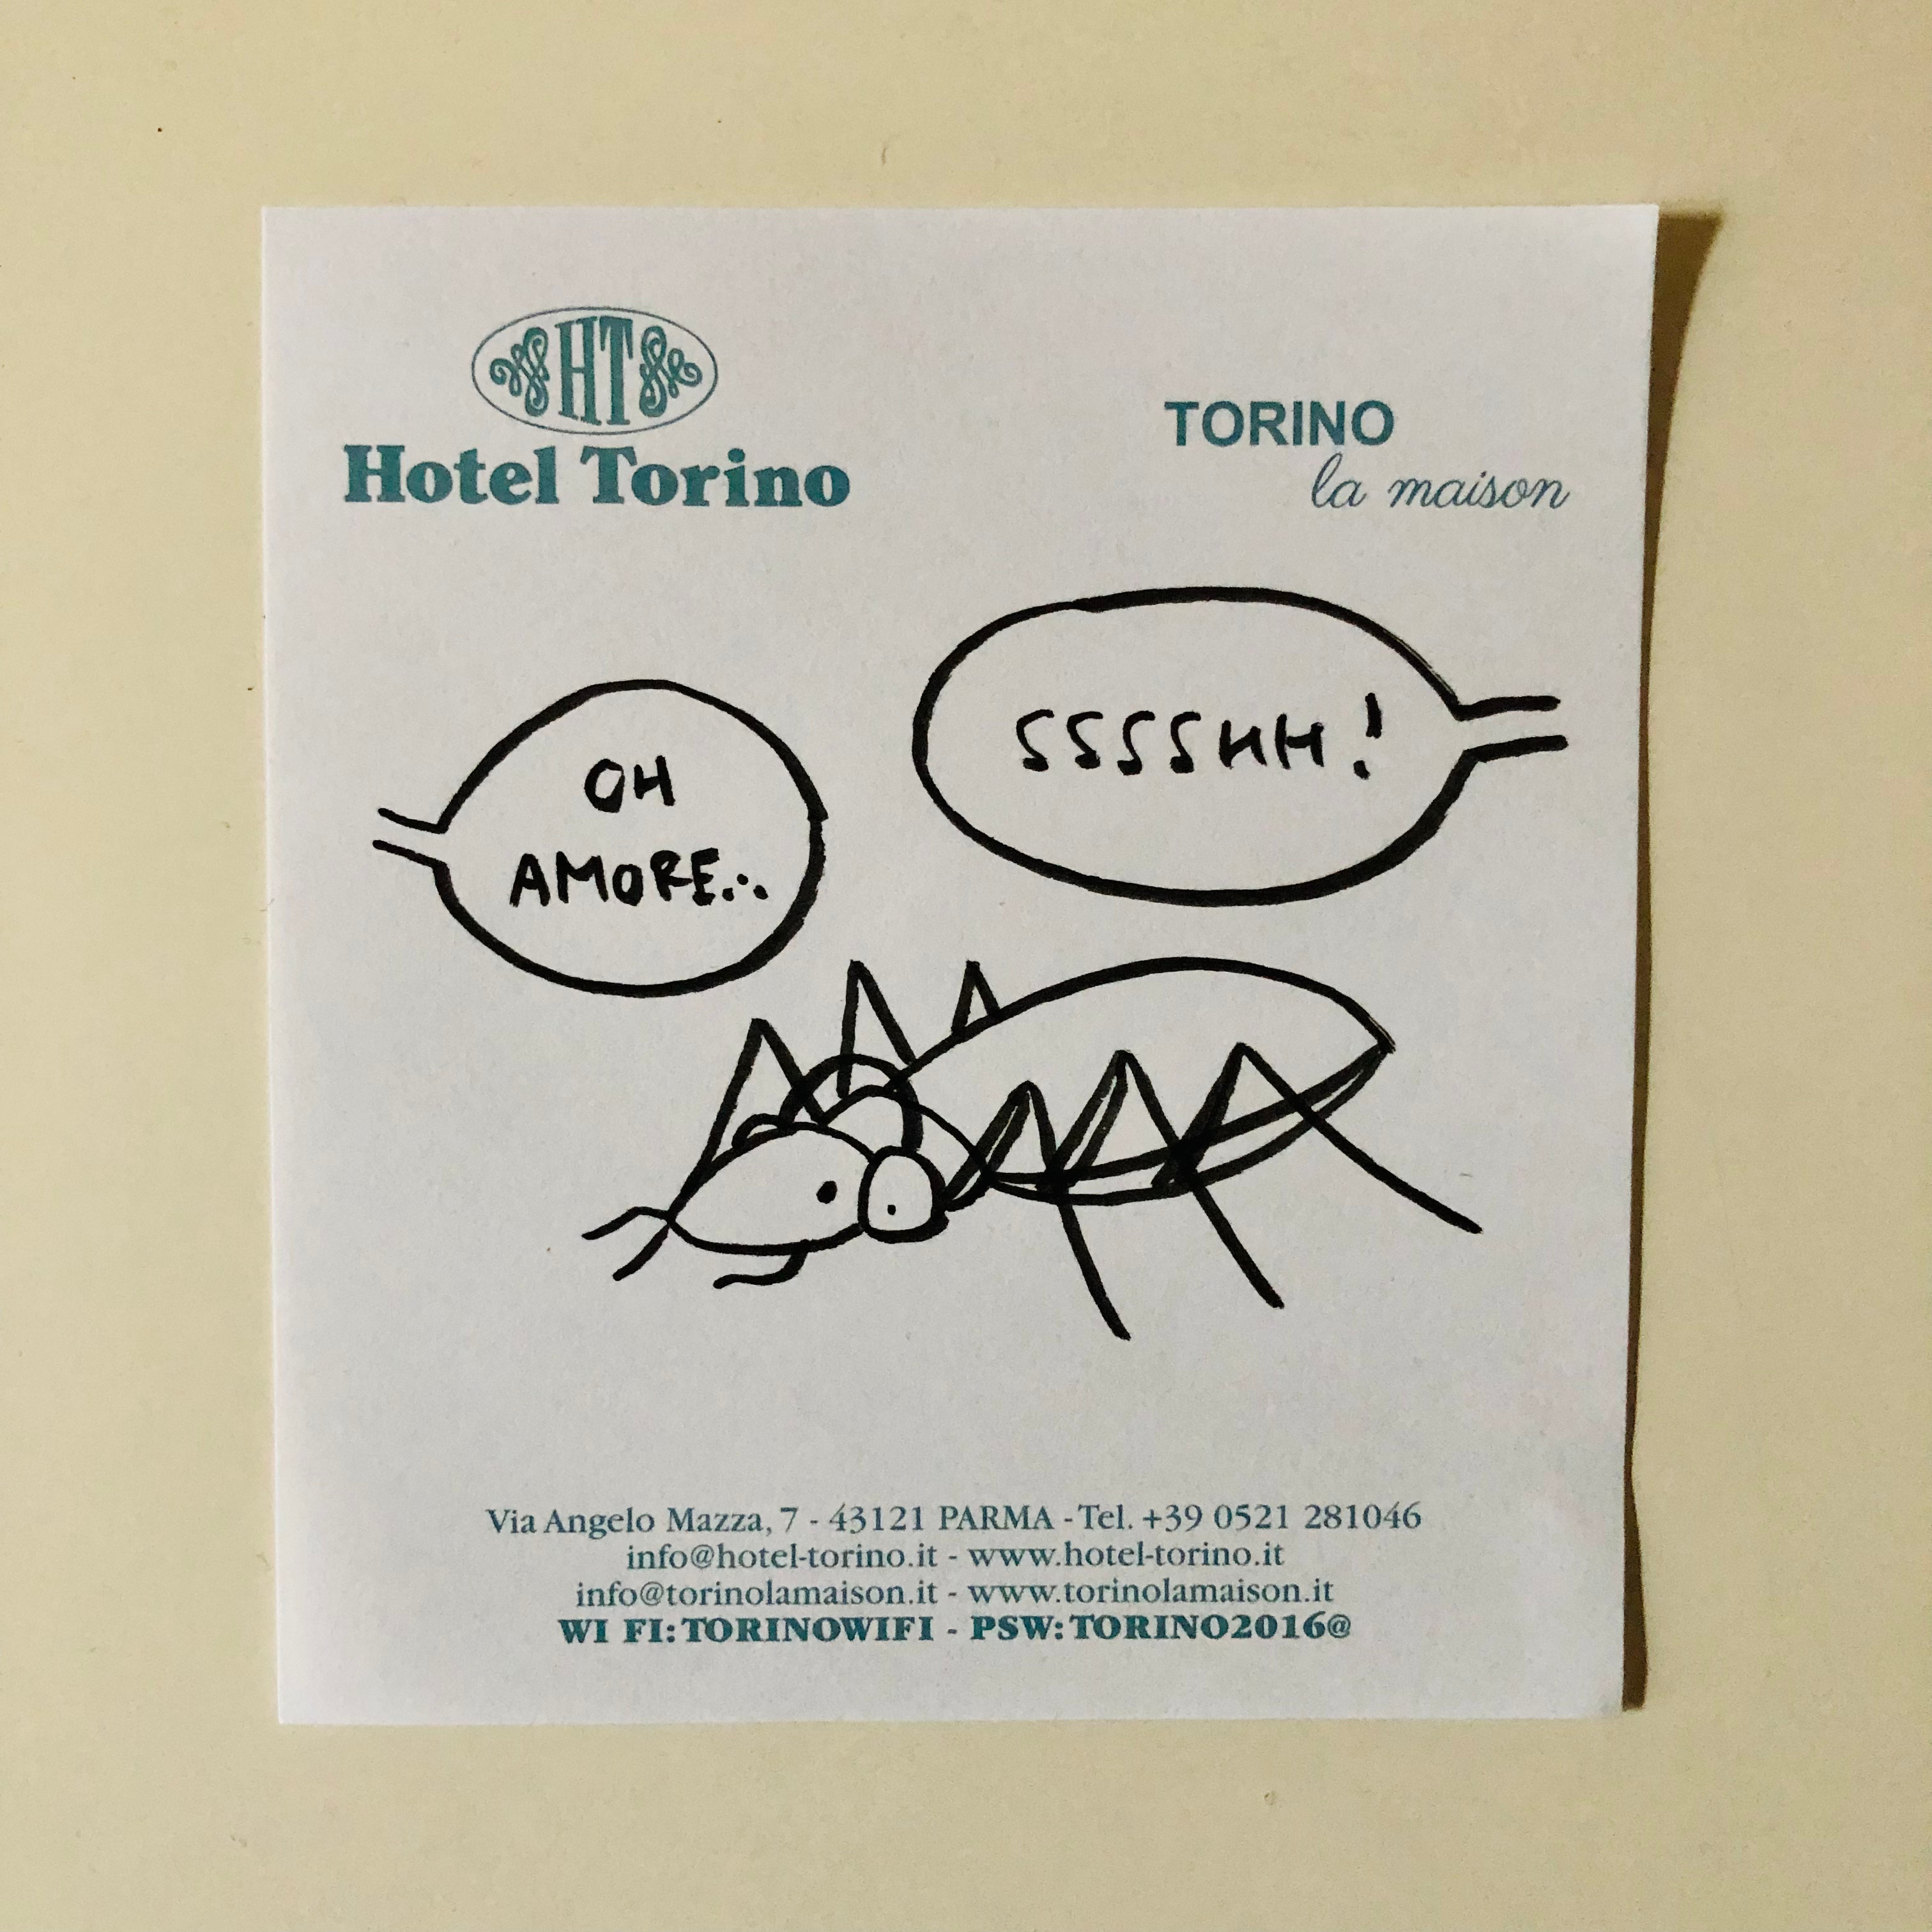 HT
Hotel Torino
TORINO
la maison
OH
AMORE...
SSSSHH!
Via Angelo Mazza, 7 - 43121 PARMA - Tel. +39 0521 281046
info@hotel-torino.it - www.hotel-torino.it
info@torinolamaison.it - www.torinolamaison.it
WI FI: TORINOWIFI - PSW: TORINO2016@